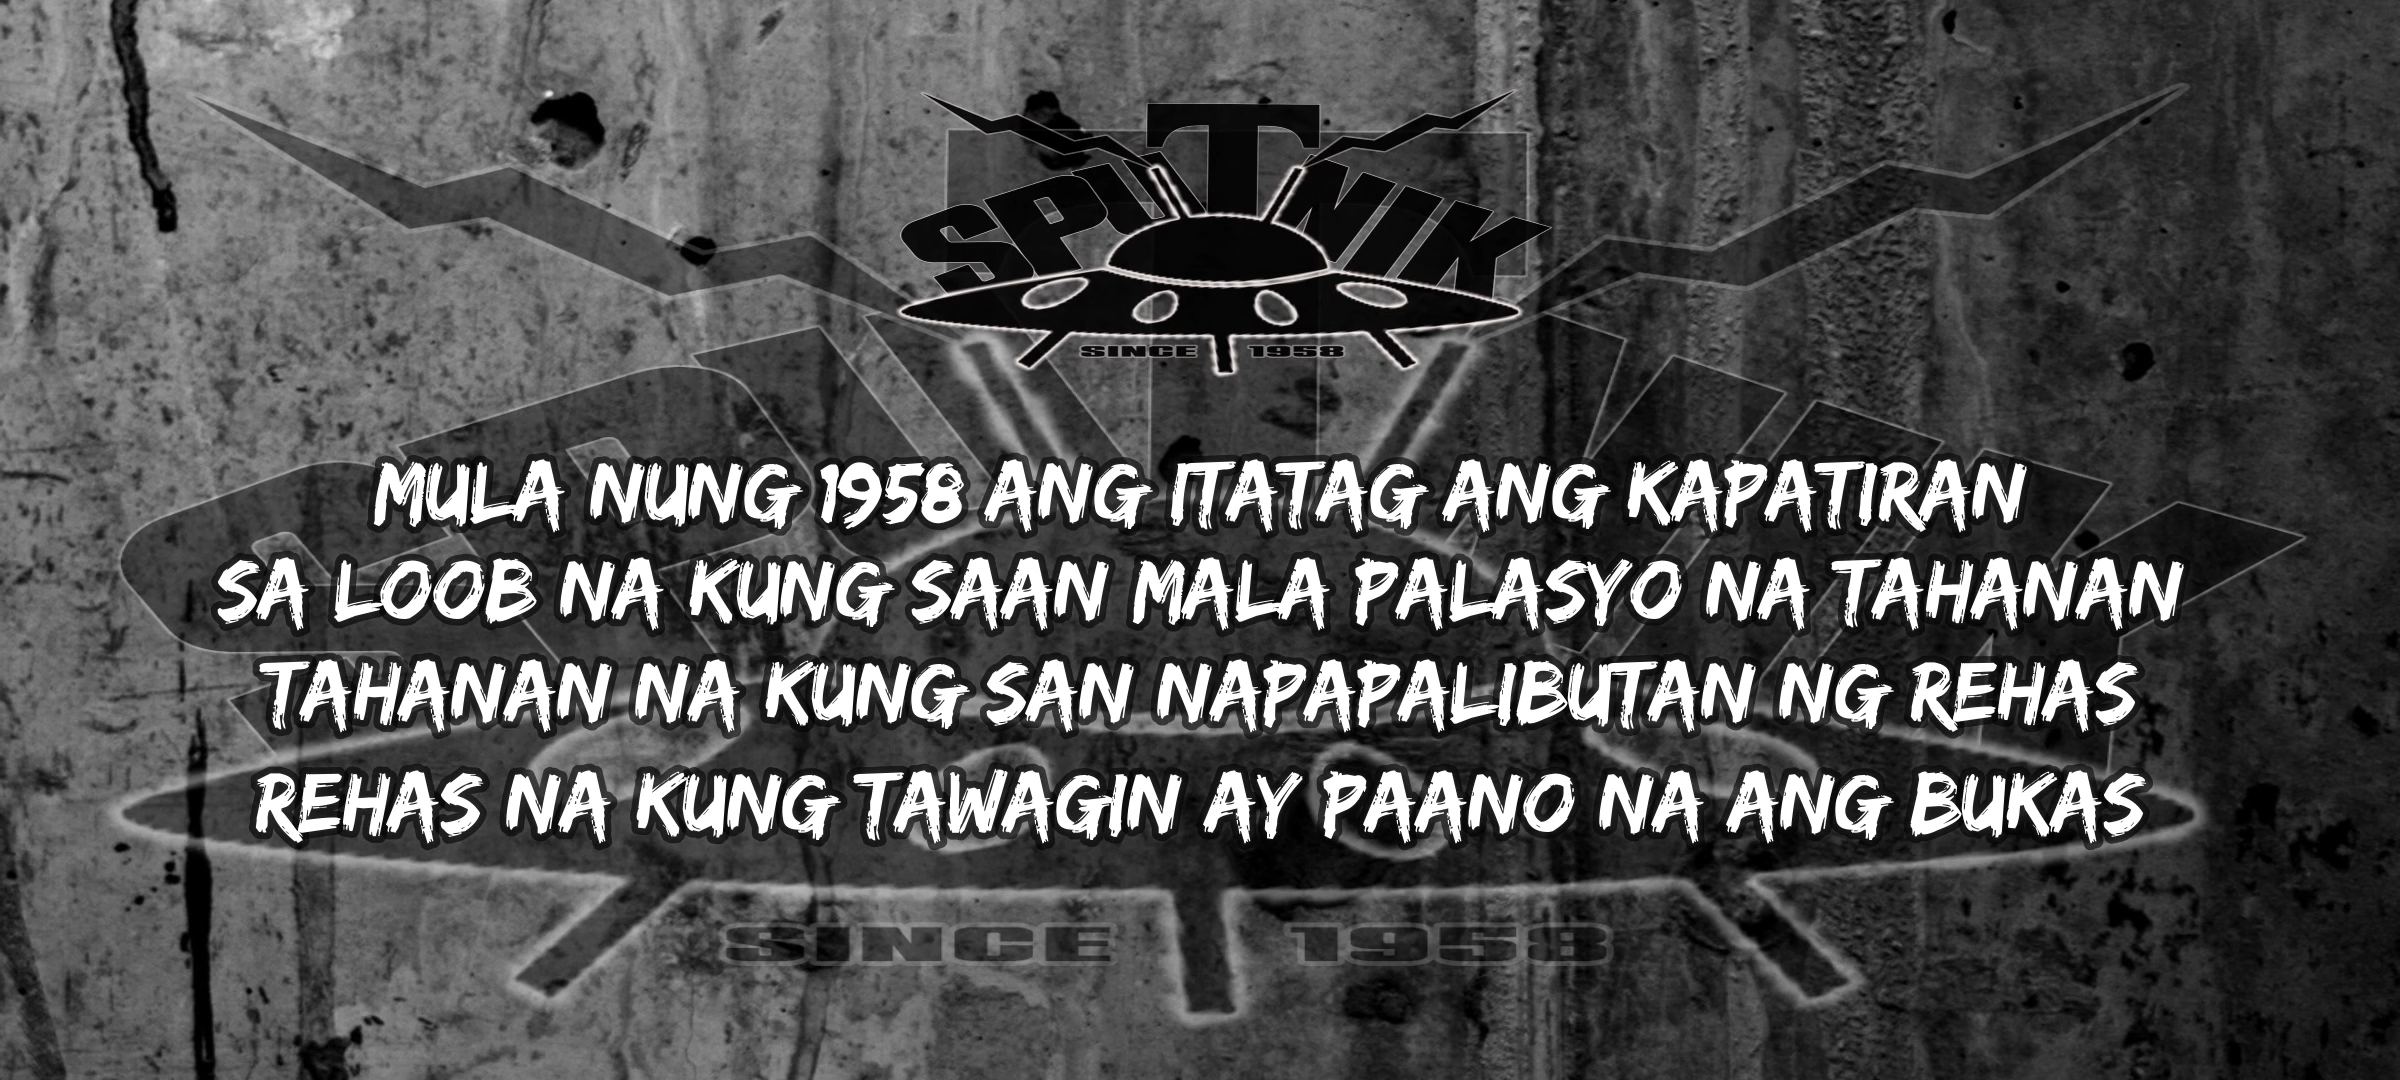 SPUTNIK
SINCE 1958
MULA NUNG 1958 ANG ITATAG ANG KAPATIRAN
SA LOOB NA KUNG SAAN MALA PALASYO NA TAHANAN
TAHANAN NA KUNG SAN NAPAPALIBUTAN NG REHAS
REHAS NA KUNG TAWAGIN AY PAANO NA ANG BUKAS
SINCE 1958